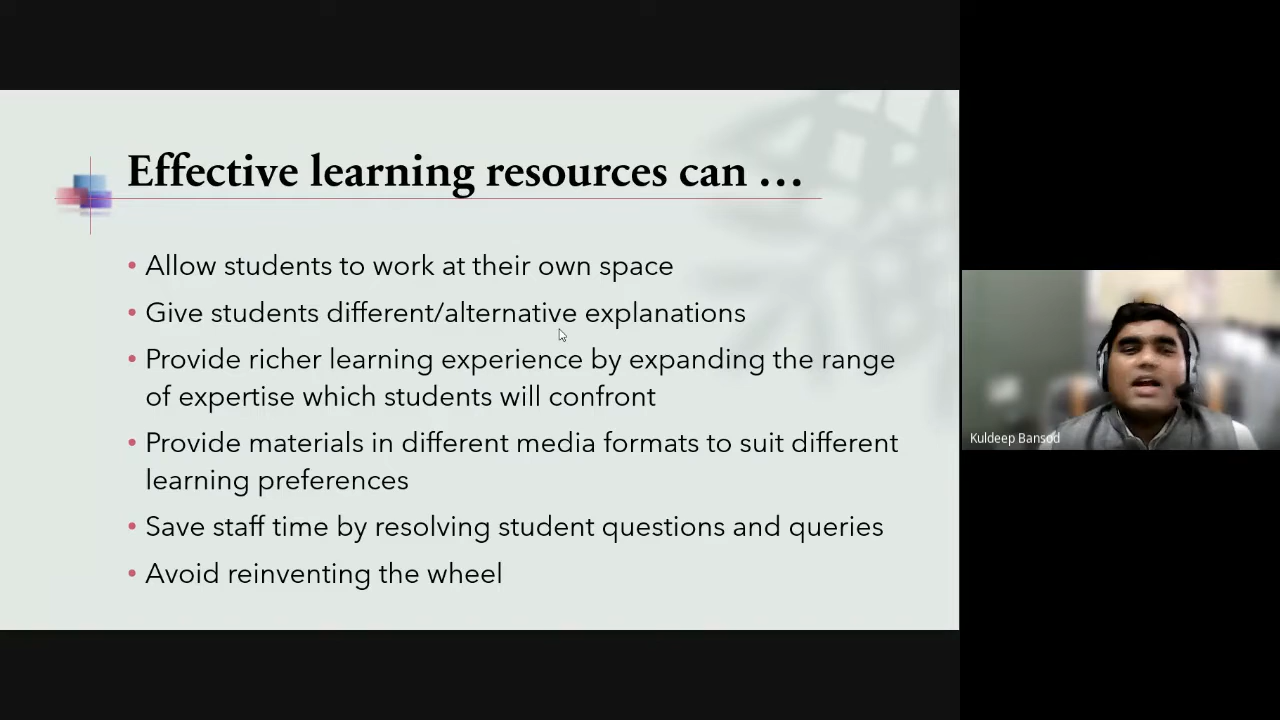 Effective learning resources can …
• Allow students to work at their own space
• Give students different/alternative explanations
• Provide richer learning experience by expanding the range
of expertise which students will confront
• Provide materials in different media formats to suit different
learning preferences
• Save staff time by resolving student questions and queries
• Avoid reinventing the wheel
Kuldeep Bansod